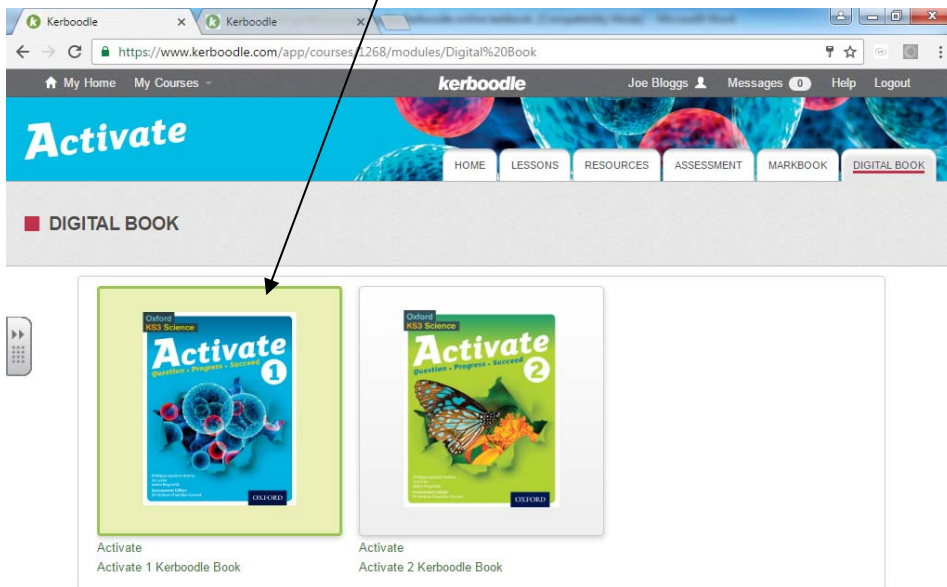 Kerboodle
Kerboodle
https://www.kerboodle.com/app/courses/1268/modules/Digital%20Book
My Home My Courses kerboodle Joe Bloggs Messages 0 Help Logout
Activate
HOME LESSONS RESOURCES ASSESSMENT MARKBOOK DIGITAL BOOK
DIGITAL BOOK
Oxford
KS3 Science
Activate
Question • Progress • Succeed
1
OXFORD
Oxford
KS3 Science
Activate
Question • Progress • Succeed
2
OXFORD
Activate
Activate 1 Kerboodle Book
Activate
Activate 2 Kerboodle Book